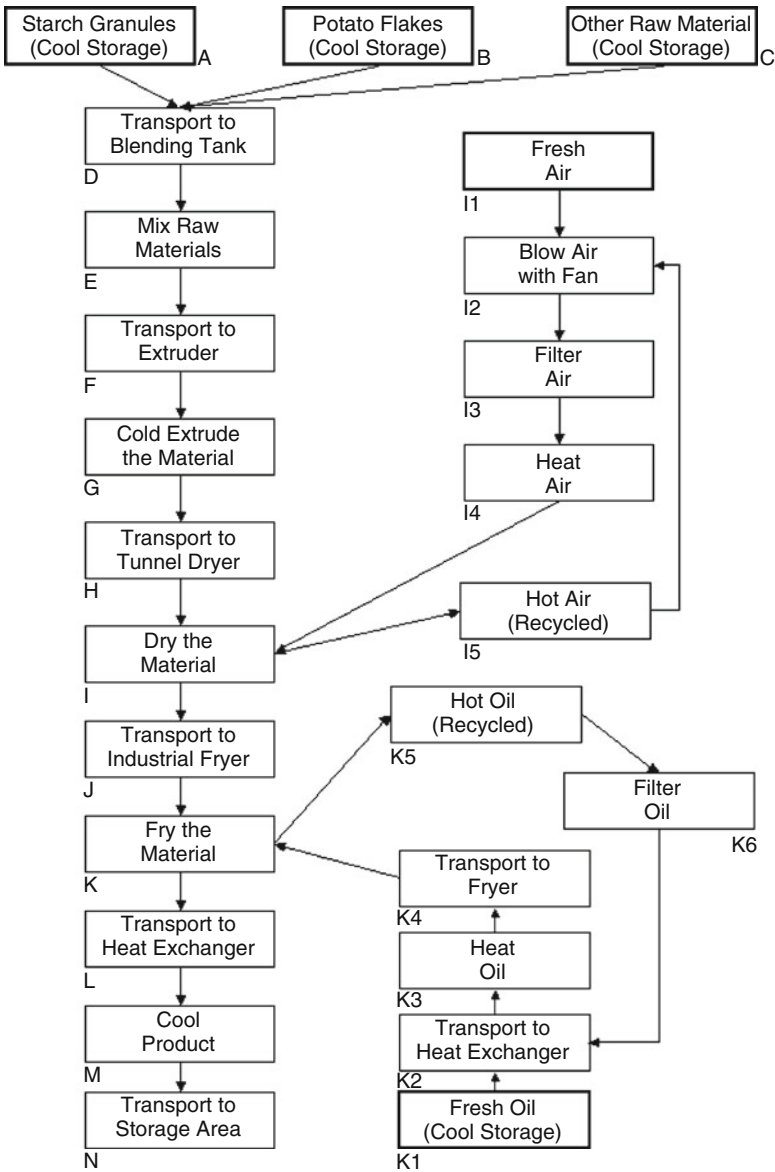 Starch Granules
(Cool Storage)
A
Potato Flakes
(Cool Storage)
B
Other Raw Material
(Cool Storage)
C
Transport to
Blending Tank
D
Mix Raw
Materials
E
Transport to
Extruder
F
Cold Extrude
the Material
G
Transport to
Tunnel Dryer
H
Dry the
Material
I
Transport to
Industrial Fryer
J
Fry the
Material
K
Transport to
Heat Exchanger
L
Cool
Product
M
Transport to
Storage Area
N
Fresh
Air
I1
Blow Air
with Fan
I2
Filter
Air
I3
Heat
Air
I4
Hot Air
(Recycled)
I5
Hot Oil
(Recycled)
K5
Filter
Oil
K6
Transport to
Fryer
K4
Heat
Oil
K3
Transport to
Heat Exchanger
K2
Fresh Oil
(Cool Storage)
K1